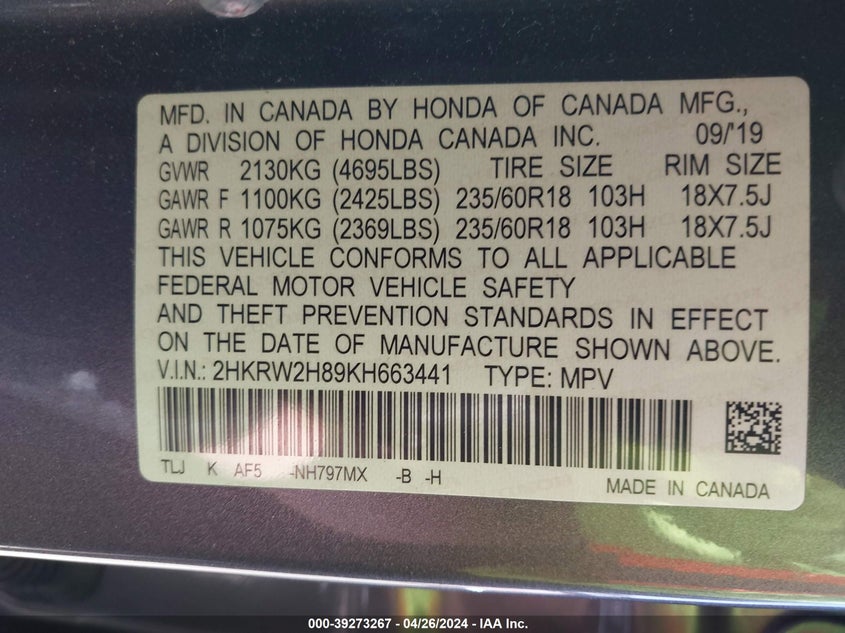 MFD. IN CANADA BY HONDA OF CANADA MFG.,
A DIVISION OF HONDA CANADA INC. 09/'19
GVWR 2130KG (4695LBS) TIRE SIZE RIM SIZE
GAWR F 1100KG (2425LBS) 235/60R18 103H 18X7.5J
GAWR R 1075KG (2369LBS) 235/60R18 103H 18X7.5J
THIS VEHICLE CONFORMS TO ALL APPLICABLE
FEDERAL MOTOR VEHICLE SAFETY
AND THEFT PREVENTION STANDARDS IN EFFECT
ON THE DATE OF MANUFACTURE SHOWN ABOVE.
V.I.N.: 2HKRW2H89KH663441 TYPE: MPV
TLJ K AF5 -NH797MX -B -H
MADE IN CANADA
000-39273267 - 04/26/2024 - IAA Inc.